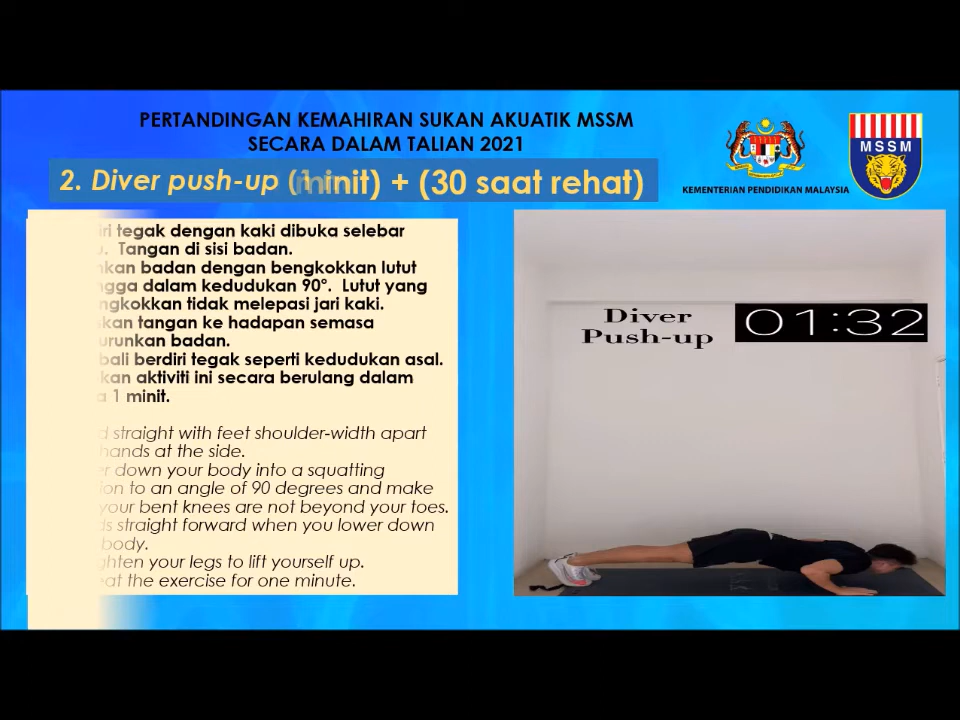 PERTANDINGAN KEMAHIRAN SUKAN AKUATIK MSSM
SECARA DALAM TALIAN 2021
2. Diver push-up (1 minit) + (30 saat rehat)
KEMENTERIAN PENDIDIKAN MALAYSIA
MSSM
tegak dengan kaki dibuka selebar
Tangan di sisi badan.
badan dengan bengkokkan lutut
dalam kedudukan 90°. Lutut yang
tidak melepasi jari kaki.
tangan ke hadapan semasa
badan.
berdiri tegak seperti kedudukan asal.
aktiviti ini secara berulang dalam
1 minit.
straight with feet shoulder-width apart
hands at the side.
down your body into a squatting
to an angle of 90 degrees and make
your bent knees are not beyond your toes.
straight forward when you lower down
body.
your legs to lift yourself up.
the exercise for one minute.
Diver
Push-up
01:32